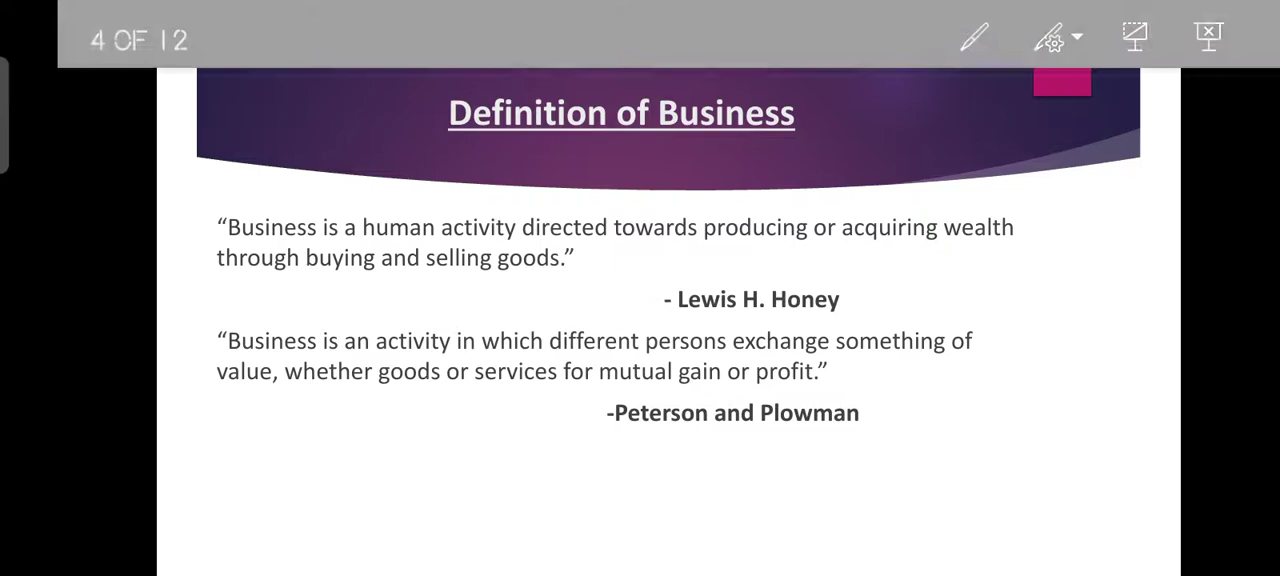 4 OF 12
Definition of Business
“Business is a human activity directed towards producing or acquiring wealth
through buying and selling goods.”
- Lewis H. Honey
“Business is an activity in which different persons exchange something of
value, whether goods or services for mutual gain or profit.”
-Peterson and Plowman